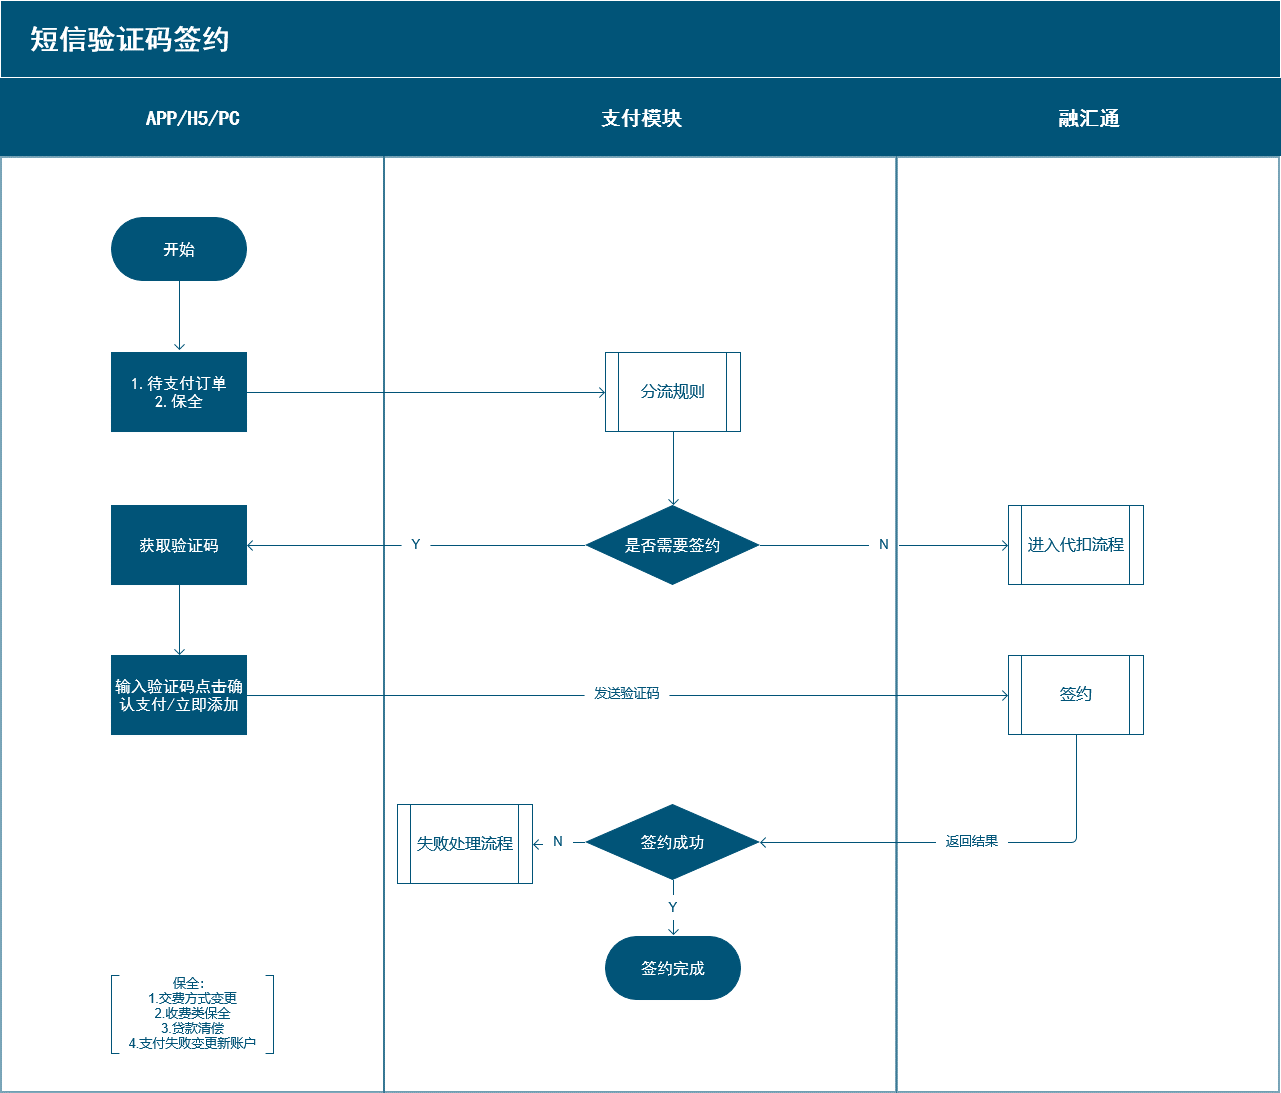 短信验证码签约
APP/H5/PC
支付模块
融汇通
开始
1. 待支付订单
2. 保全
分流规则
获取验证码
Y
是否需要签约
N
进入代扣流程
输入验证码点击确
认支付/立即添加
发送验证码
签约
失败处理流程
N
签约成功
返回结果
Y
签约完成
保全：
1.交费方式变更
2.收费类保全
3.贷款清偿
4.支付失败变更新账户